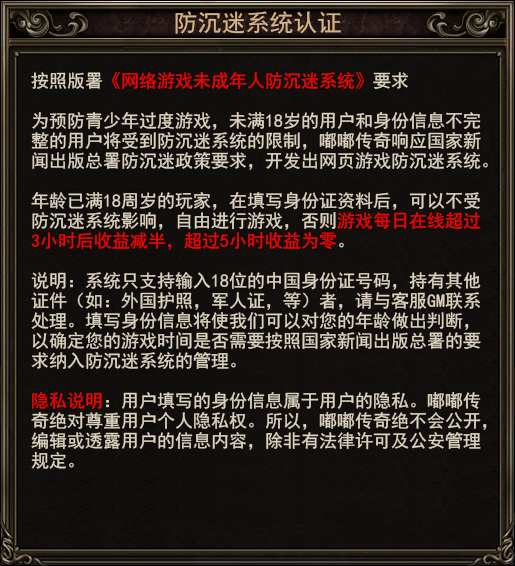 防沉迷系统认证
按照版署《网络游戏未成年人防沉迷系统》要求
为预防青少年过度游戏，未满18岁的用户和身份信息不完
整的用户将受到防沉迷系统的限制，嘟嘟传奇响应国家新
闻出版总署防沉迷政策要求，开发出网页游戏防沉迷系统。
年龄已满18周岁的玩家，在填写身份证资料后，可以不受
防沉迷系统影响，自由进行游戏，否则游戏每日在线超过
3小时后收益减半，超过5小时收益为零。
说明：系统只支持输入18位的中国身份证号码，持有其他
证件（如：外国护照，军人证，等）者，请与客服GM联系
处理。填写身份信息将使我们可以对您的年龄做出判断，
以确定您的游戏时间是否需要按照国家新闻出版总署的要
求纳入防沉迷系统的管理。
隐私说明：用户填写的身份信息属于用户的隐私。嘟嘟传
奇绝对尊重用户个人隐私权。所以，嘟嘟传奇绝不会公开，
编辑或透露用户的信息内容，除非有法律许可及公安管理
规定。